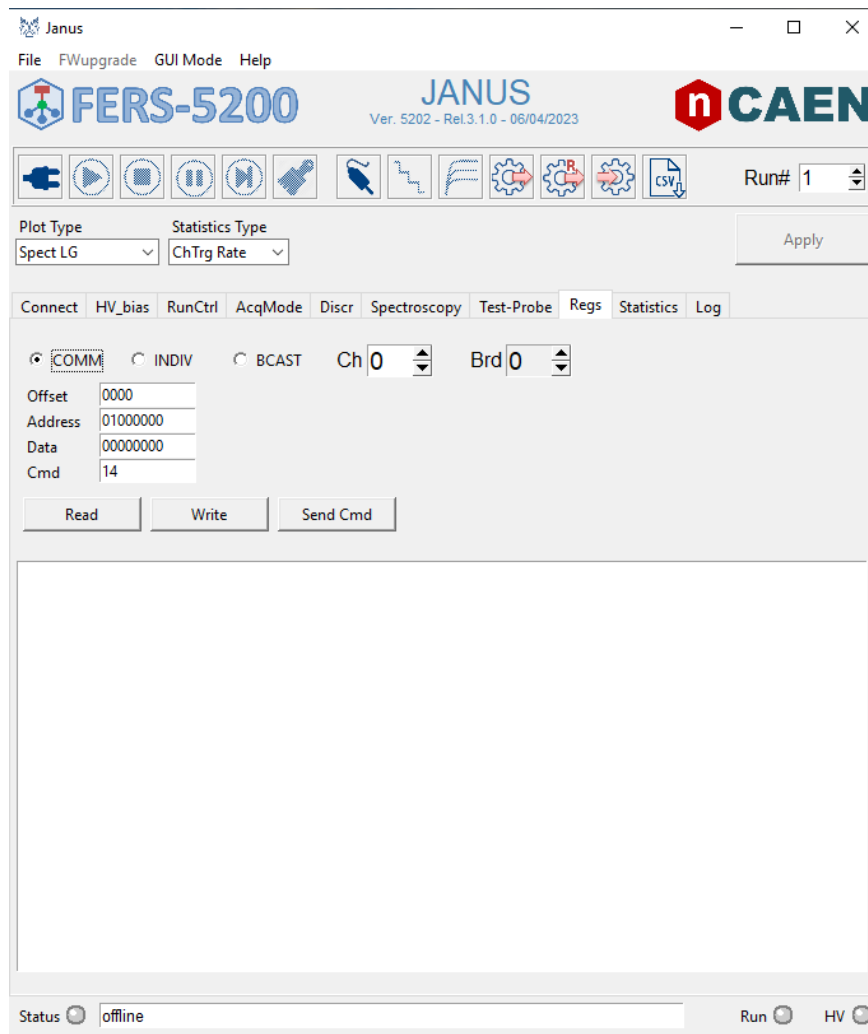 Janus
File FWupgrade GUI Mode Help
FERS-5200
JANUS
Ver. 5202 - Rel.3.1.0 - 06/04/2023
n CAEN
R
CSV
Run# 1
Plot Type
Statistics Type
Spect LG
ChTrg Rate
Apply
Connect HV_bias RunCtrl AcqMode Discr Spectroscopy Test-Probe Regs Statistics Log
COMM INDIV BCAST Ch 0 Brd 0
Offset 0000
Address 01000000
Data 00000000
Cmd 14
Read Write Send Cmd
Status offline Run HV